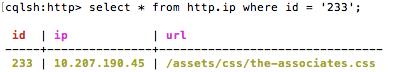 [cqlsh:http> select * from http.ip where id = '233';
id | ip | url
-----+---------------+---------------------------------
233 | 10.207.190.45 | /assets/css/the-associates.css